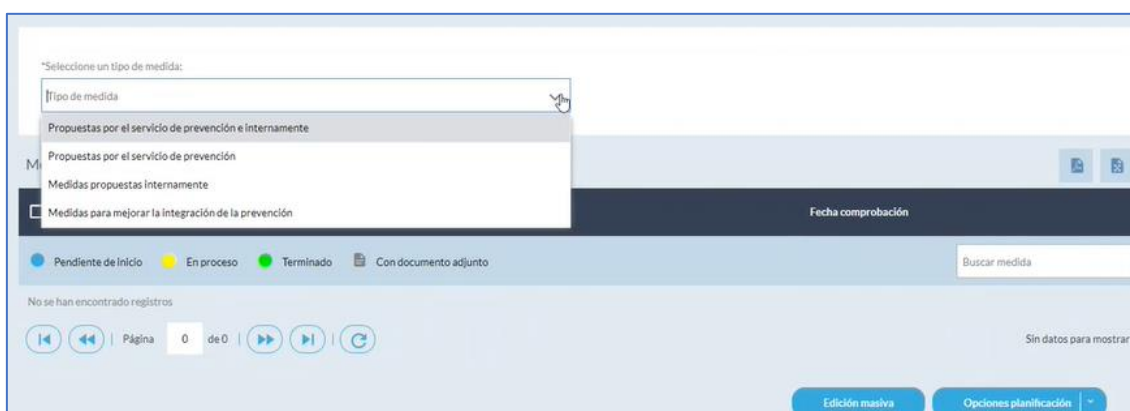 *Seleccione un tipo de medida:
Tipo de medida
Propuestas por el servicio de prevención e internamente
Propuestas por el servicio de prevención
Medidas propuestas internamente
Medidas para mejorar la integración de la prevención
Fecha comprobación
Pendiente de inicio En proceso Terminado Con documento adjunto Buscar medida
No se han encontrado registros
Página 0 de 0
Sin datos para mostrar
Edición masiva Opciones planificación